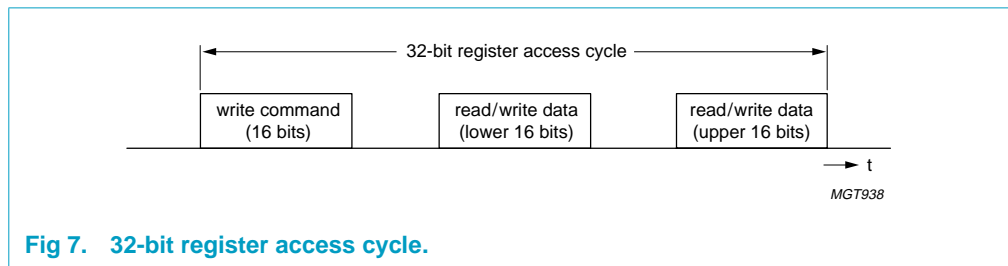 32-bit register access cycle
write command
(16 bits)
read/write data
(lower 16 bits)
read/write data
(upper 16 bits)
t
MGT938
Fig 7. 32-bit register access cycle.